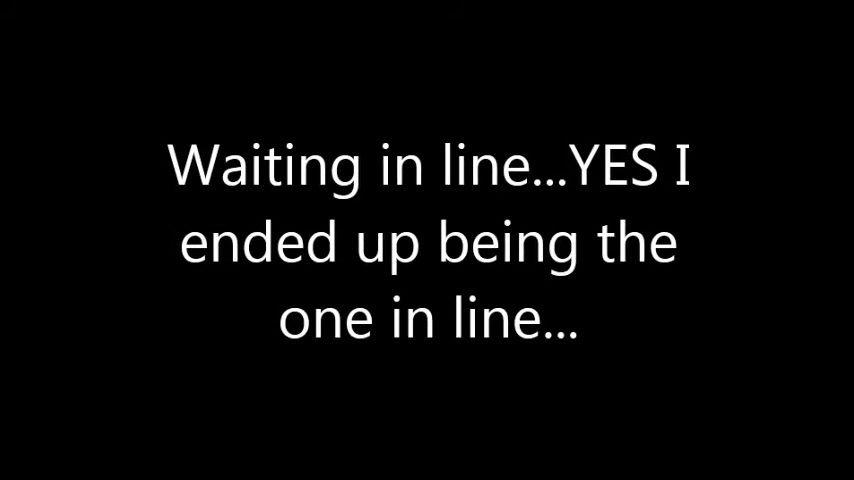 Waiting in line...YES I
ended up being the
one in line...